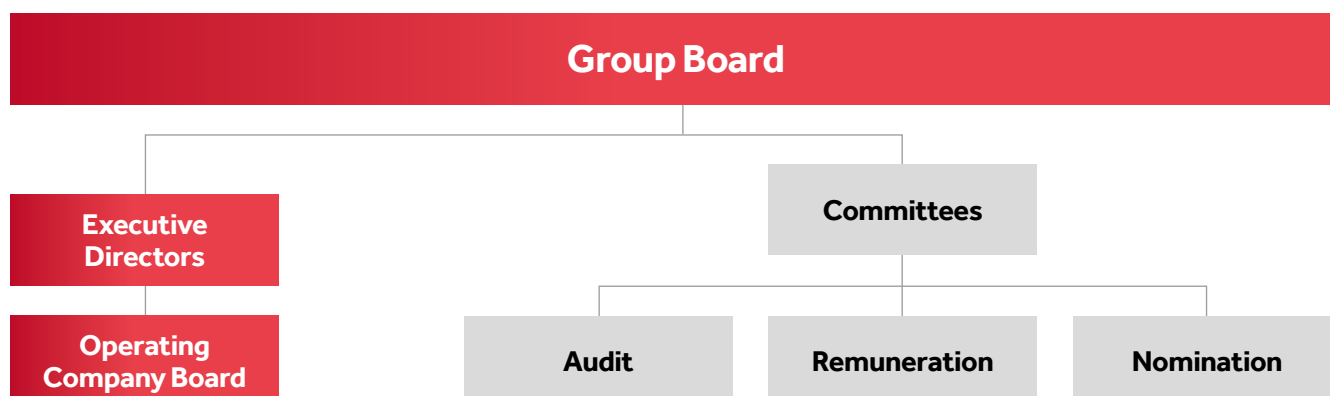 Group Board
Executive
Directors
Committees
Operating
Company Board
Audit
Remuneration
Nomination